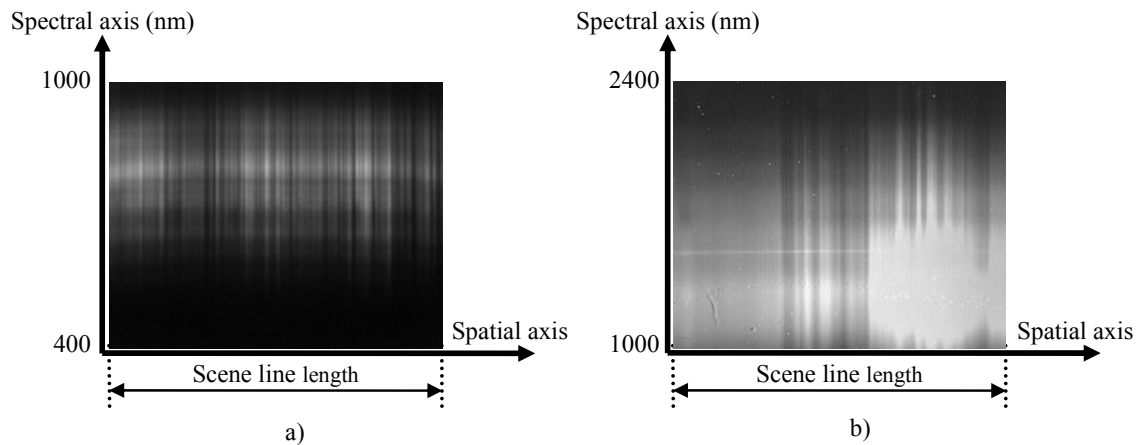 Spectral axis (nm)
1000
400
Spatial axis
Scene line length
a)
Spectral axis (nm)
2400
1000
Spatial axis
Scene line length
b)